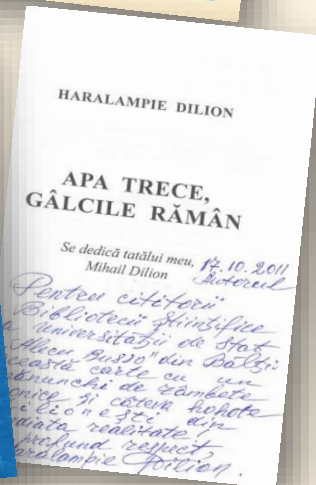 HARALAMPIE DILION
APA TRECE,
GÂLCILE RĂMÂN
Se dedică tatălui meu,
Mihail Dilion
17.10.2011
Autorul
Pentru cititorii
Bibliotecii Științifice
a Universității de Stat
"Alecu Russo" din Bălți
această carte cu un
mănunchi de zâmbete
și câteva hohote
dilionești din
realitate.
profund respect,
Haralampie Dilion.